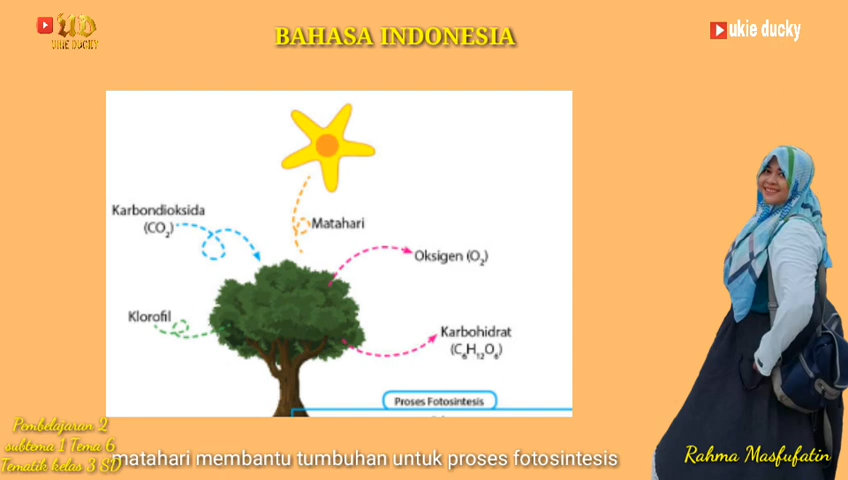 UD
UKIE DUCKY
BAHASA INDONESIA
ukie ducky
Karbondioksida
(CO₂)
Matahari
Oksigen (O₂)
Klorofil
Karbohidrat
(C₆H₁₂O₆)
Proses Fotosintesis
Pembelajaran 2
subtema 1 Tema 6
Tematik kelas 3 SD
matahari membantu tumbuhan untuk proses fotosintesis
Rahma Masfufatin